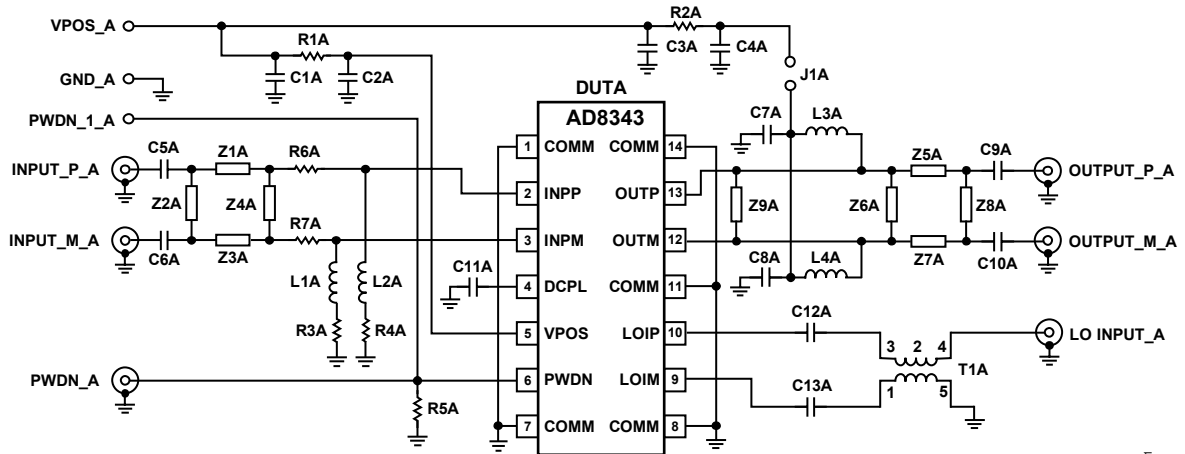 VPOS_A
R1A
C1A
C2A
R2A
C3A
C4A
J1A
GND_A
PWDN_1_A
DUTA
AD8343
C7A
L3A
INPUT_P_A
C5A
Z1A
R6A
Z2A
Z4A
INPUT_M_A
C6A
Z3A
R7A
L1A
L2A
R3A
R4A
C11A
PWDN_A
R5A
1 COMM COMM 14
2 INPP OUTP 13
3 INPM OUTM 12
4 DCPL COMM 11
5 VPOS LOIP 10
6 PWDN LOIM 9
7 COMM COMM 8
Z9A
Z6A
Z5A
Z8A
C9A
OUTPUT_P_A
Z7A
C10A
OUTPUT_M_A
C8A
L4A
C12A
3 2 4
LO INPUT_A
T1A
C13A
1 5